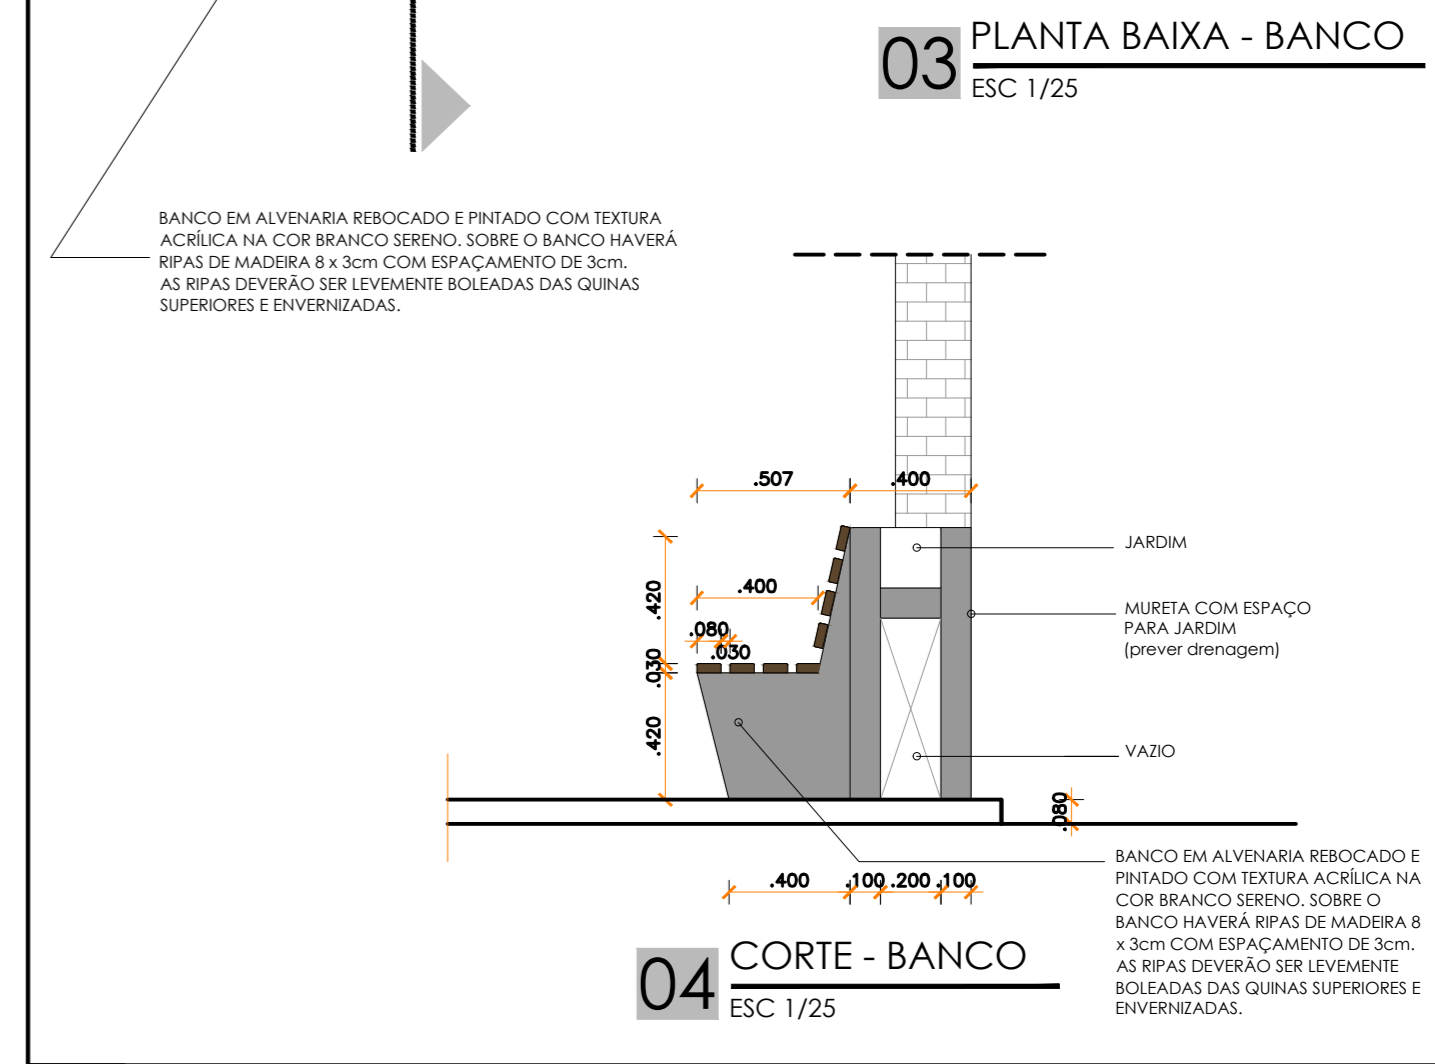 03
PLANTA BAIXA - BANCO
ESC 1/25
BANCO EM ALVENARIA REBOCADO E PINTADO COM TEXTURA
ACRÍLICA NA COR BRANCO SERENO. SOBRE O BANCO HAVERÁ
RIPAS DE MADEIRA 8 x 3cm COM ESPAÇAMENTO DE 3cm.
AS RIPAS DEVERÃO SER LEVEMENTE BOLEADAS DAS QUINAS
SUPERIORES E ENVERNIZADAS.
.507
.400
.420
.400
.080
.030
.030
.420
JARDIM
MURETA COM ESPAÇO
PARA JARDIM
(prever drenagem)
VAZIO
.080
.400
.100
.200
.100
BANCO EM ALVENARIA REBOCADO E
PINTADO COM TEXTURA ACRÍLICA NA
COR BRANCO SERENO. SOBRE O
BANCO HAVERÁ RIPAS DE MADEIRA 8
x 3cm COM ESPAÇAMENTO DE 3cm.
AS RIPAS DEVERÃO SER LEVEMENTE
BOLEADAS DAS QUINAS SUPERIORES E
ENVERNIZADAS.
04
CORTE - BANCO
ESC 1/25